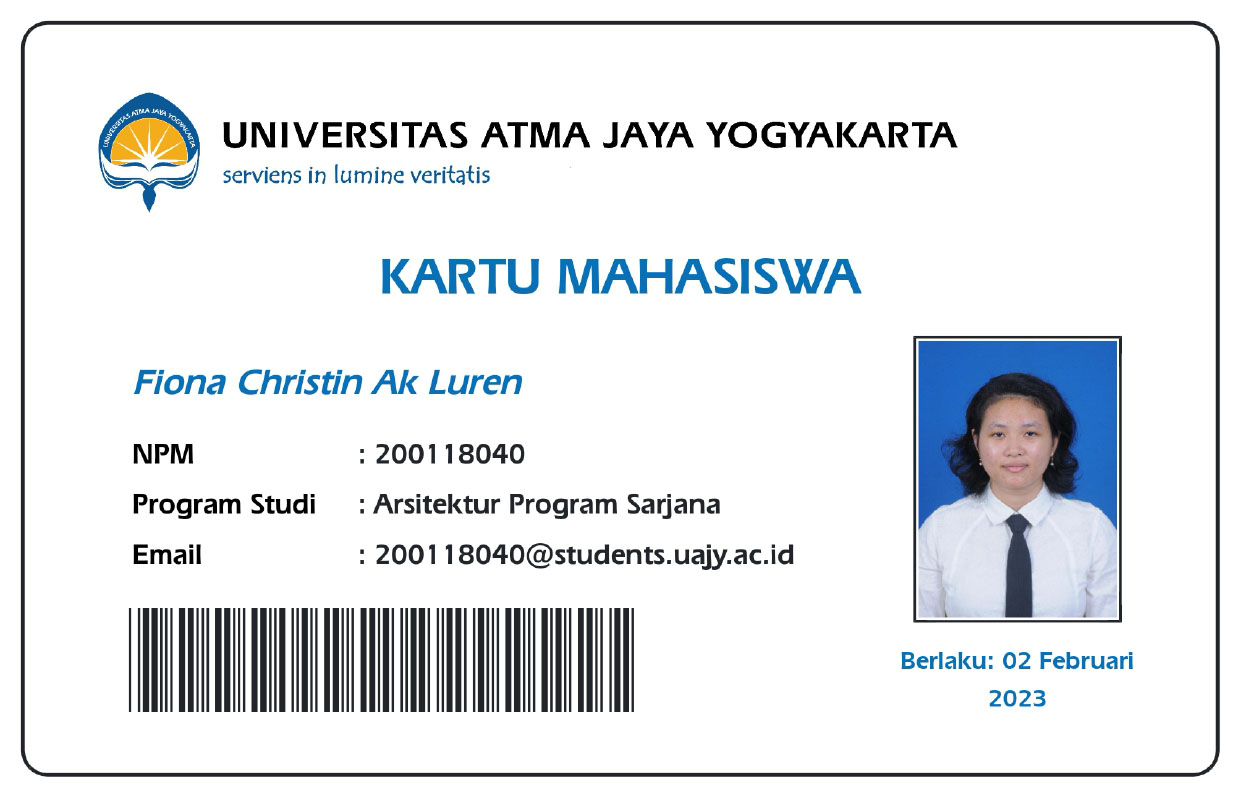 UNIVERSITAS ATMA JAYA YOGYAKARTA
UNIVERSITAS ATMA JAYA YOGYAKARTA
serviens in lumine veritatis
KARTU MAHASISWA
Fiona Christin Ak Luren
NPM : 200118040
Program Studi : Arsitektur Program Sarjana
Email : 200118040@students.uajy.ac.id
Berlaku: 02 Februari
2023